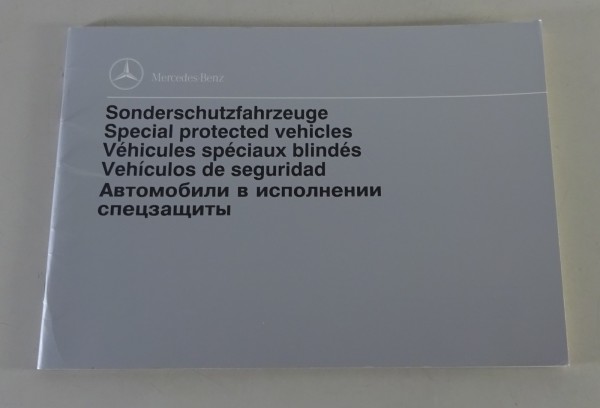 Mercedes-Benz
Sonderschutzfahrzeuge
Special protected vehicles
Véhicules spéciaux blindés
Vehículos de seguridad
Автомобили в исполнении
спецзащиты